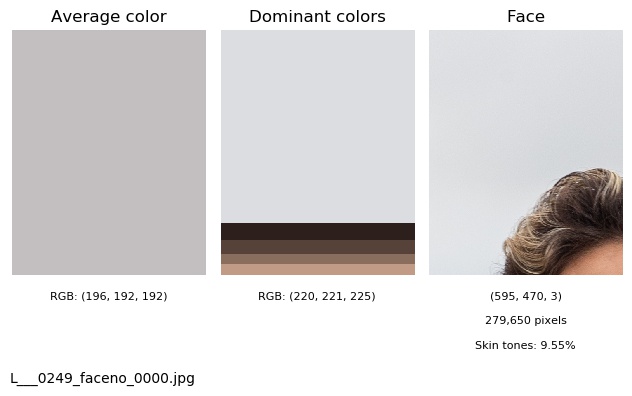 Average color
Dominant colors
Face
RGB: (196, 192, 192)
RGB: (220, 221, 225)
(595, 470, 3)
279,650 pixels
Skin tones: 9.55%
L___0249_faceno_0000.jpg